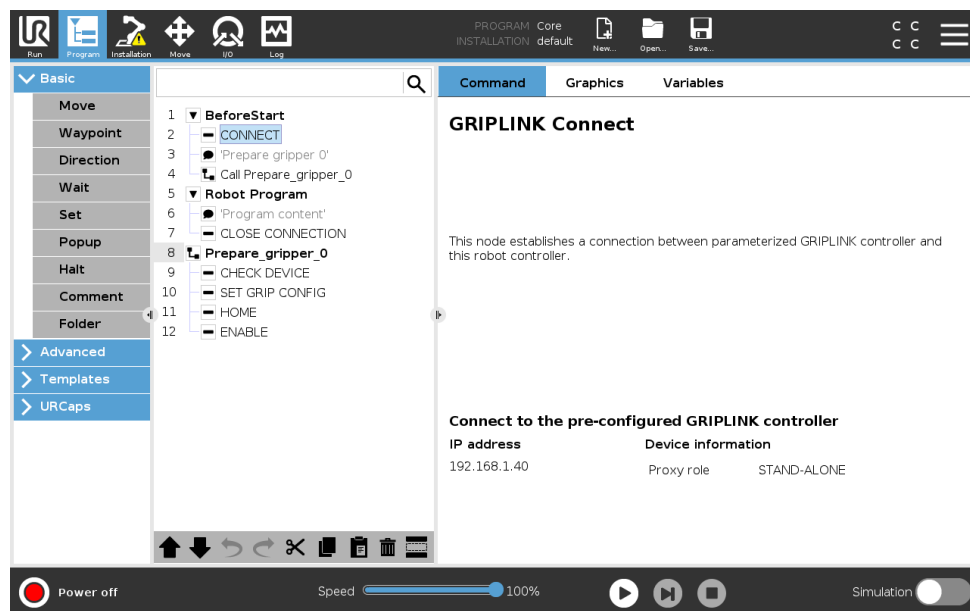 PROGRAM Core
INSTALLATION default
Run
Program
Installation
Move
I/O
Log
New...
Open...
Save...
C C
C C
Basic
Move
Waypoint
Direction
Wait
Set
Popup
Halt
Comment
Folder
Advanced
Templates
URCaps
1 BeforeStart
2 CONNECT
3 'Prepare gripper 0'
4 Call Prepare_gripper_0
5 Robot Program
6 'Program content'
7 CLOSE CONNECTION
8 Prepare_gripper_0
9 CHECK DEVICE
10 SET GRIP CONFIG
11 HOME
12 ENABLE
Command Graphics Variables
GRIPLINK Connect
This node establishes a connection between parameterized GRIPLINK controller and
this robot controller.
Connect to the pre-configured GRIPLINK controller
IP address Device information
192.168.1.40 Proxy role STAND-ALONE
Power off
Speed 100%
Simulation